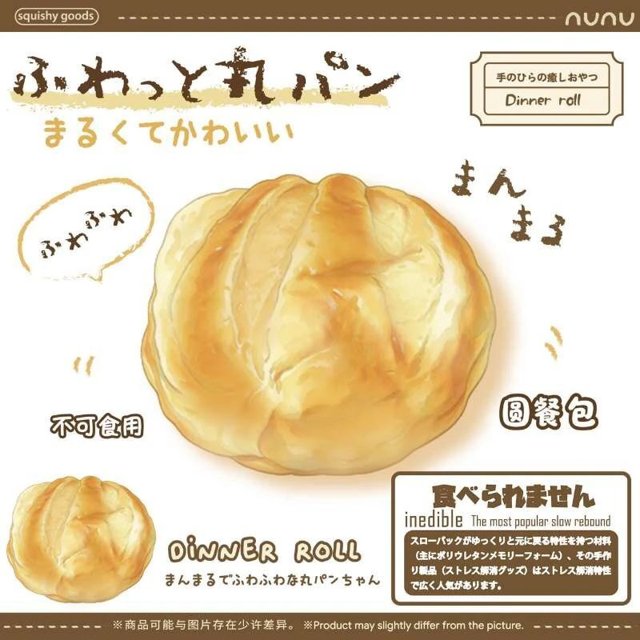 squishy goods
nunu
ふわっと丸パン
まるくてかわいい
手のひらの癒しおやつ
Dinner roll
まん
まる
ふわふわ
不可食用
圆餐包
食べられません
inedible The most popular slow rebound
スローバックがゆっくりと元に戻る特性を持つ材料
（主にポリウレタンメモリーフォーム）、その手作
り製品（ストレス解消グッズ）はストレス解消特性
で広く人気があります。
DINNER ROLL
まんまるでふわふわな丸パンちゃん
※商品可能与图片存在少许差异。 ※Product may slightly differ from the picture.